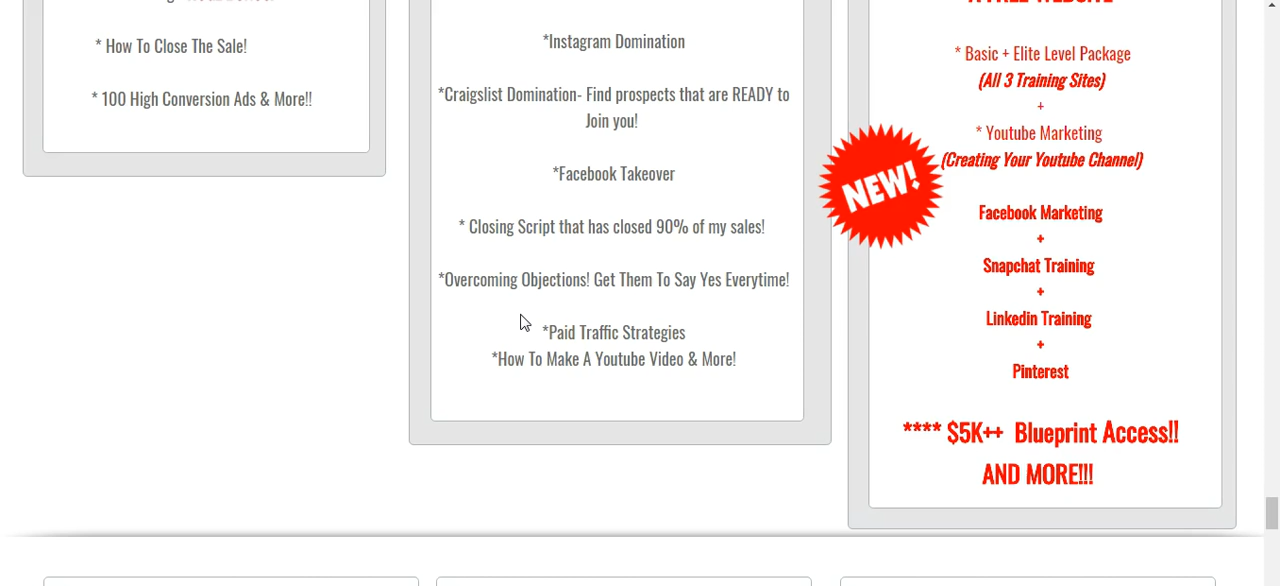 * How To Close The Sale!
* 100 High Conversion Ads & More!!
*Instagram Domination
*Craigslist Domination- Find prospects that are READY to
Join you!
*Facebook Takeover
* Closing Script that has closed 90% of my sales!
*Overcoming Objections! Get Them To Say Yes Everytime!
*Paid Traffic Strategies
*How To Make A Youtube Video & More!
NEW!
* Basic + Elite Level Package
(All 3 Training Sites)
+
* Youtube Marketing
(Creating Your Youtube Channel)
Facebook Marketing
+
Snapchat Training
+
Linkedin Training
+
Pinterest
**** $5K++ Blueprint Access!!
AND MORE!!!